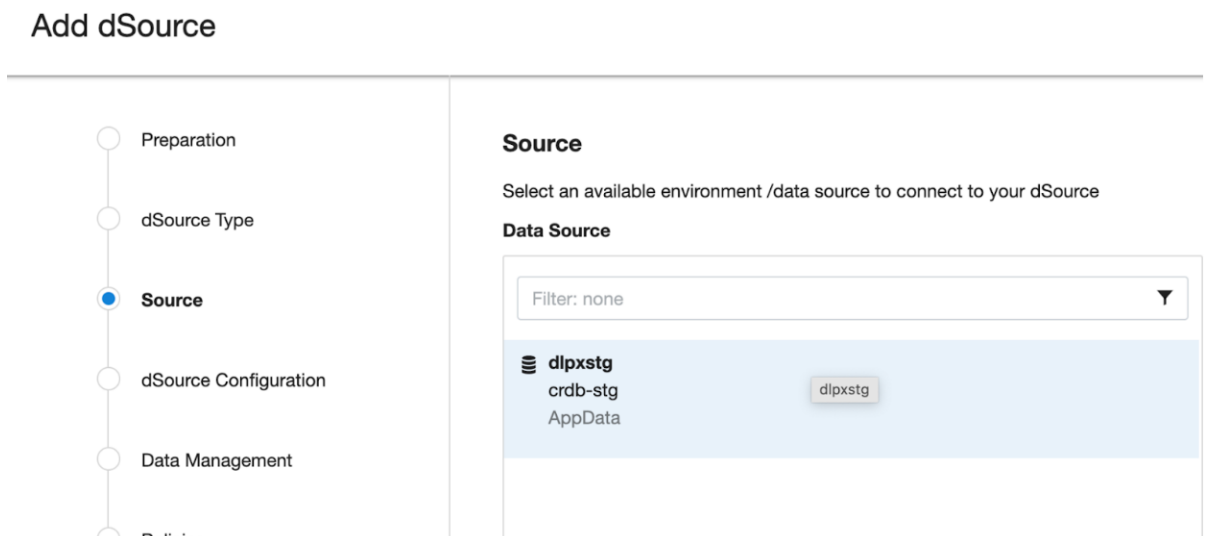 Add dSource
Preparation
dSource Type
Source
dSource Configuration
Data Management
Source
Select an available environment /data source to connect to your dSource
Data Source
Filter: none
dlpxstg
crdb-stg
dlpxstg
AppData